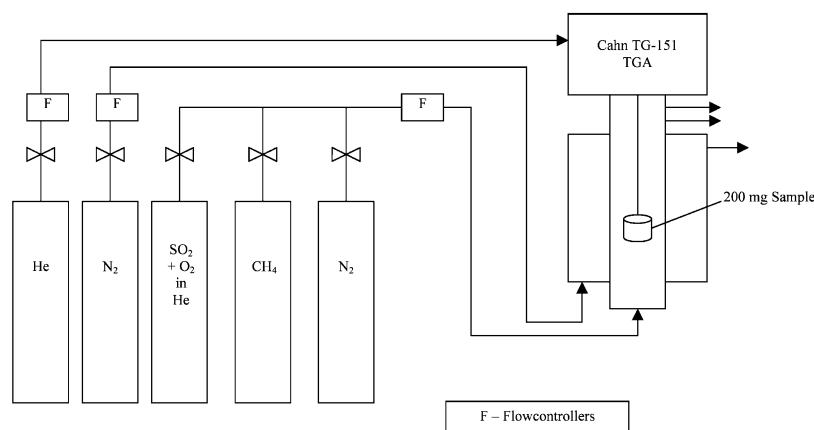 Cahn TG-151
TGA
F
F
F
200 mg Sample
He
N₂
SO₂
+ O₂
in
He
CH₄
N₂
F – Flowcontrollers